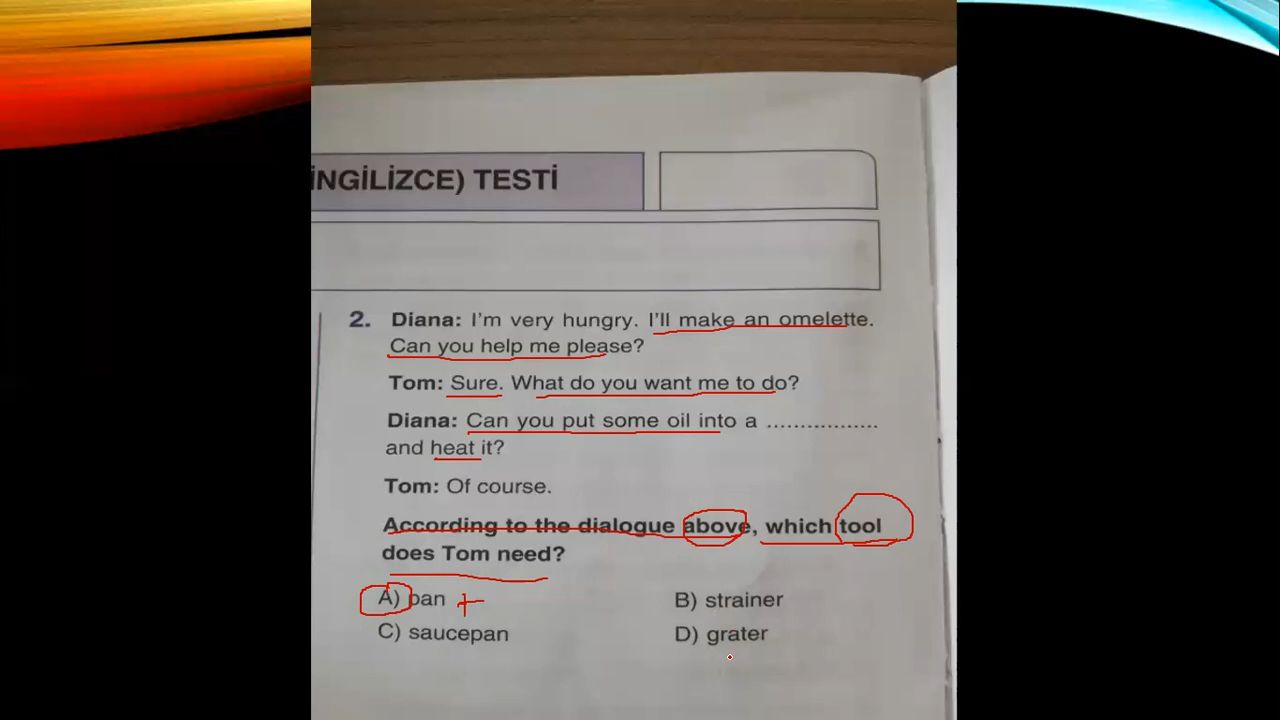 İNGİLİZCE) TESTİ
2. Diana: I'm very hungry. I'll make an omelette.
Can you help me please?
Tom: Sure. What do you want me to do?
Diana: Can you put some oil into a .................
and heat it?
Tom: Of course.
According to the dialogue above, which tool
does Tom need?
A) pan + B) strainer
C) saucepan D) grater